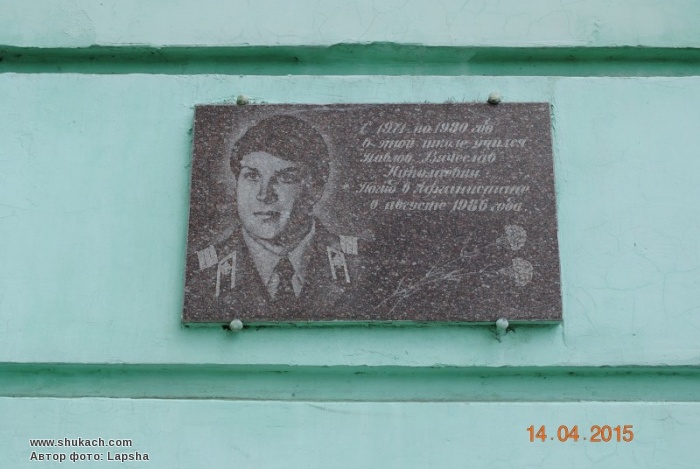 С 1971 по 1980 год
в этой школе учился
Павлов Вячеслав
Николаевич
Погиб в Афганистане
в августе 1986 года.
www.shukach.com
Автор фото: Lapsha
14.04.2015